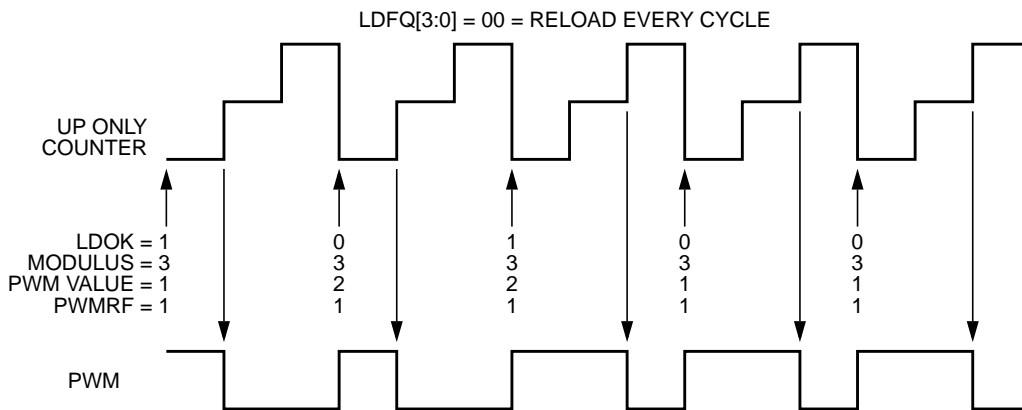 LDFQ[3:0] = 00 = RELOAD EVERY CYCLE
UP ONLY
COUNTER
LDOK = 1 0 1 0 0
MODULUS = 3 3 3 3 3
PWM VALUE = 1 2 2 1 1
PWMRF = 1 1 1 1 1
PWM